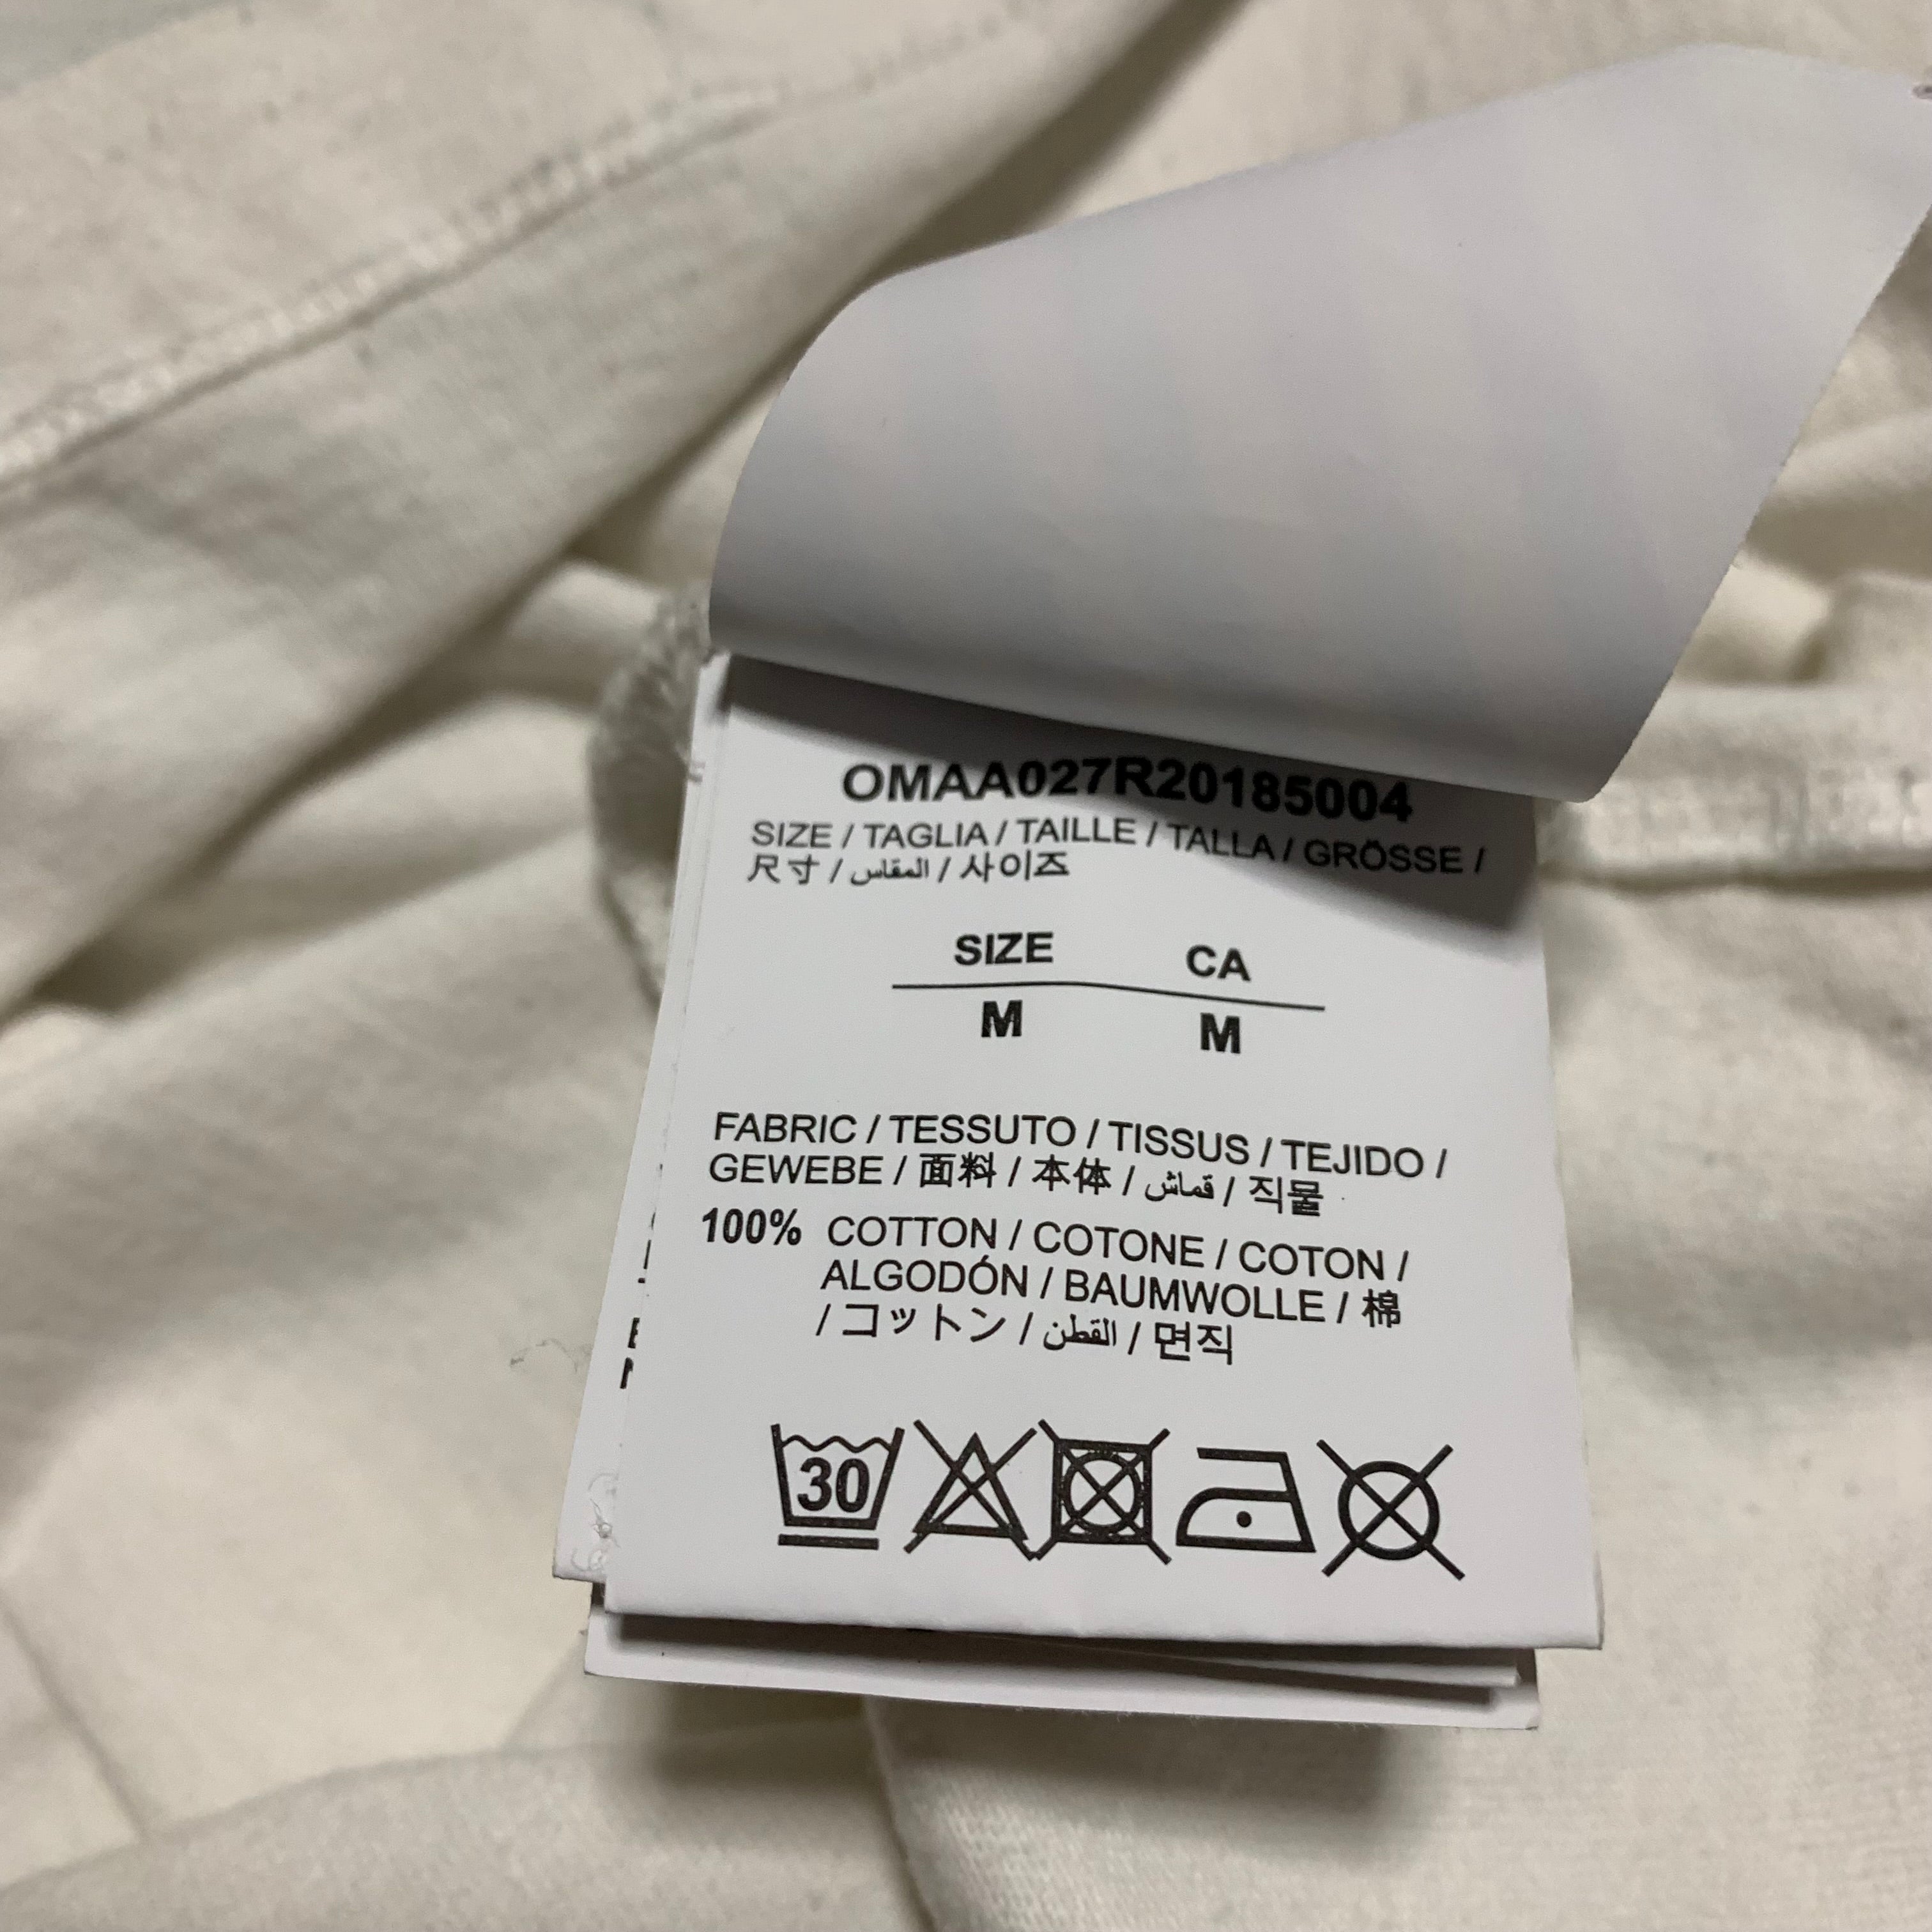 OMAA027R20185004
SIZE / TAGLIA / TAILLE / TALLA / GRÖSSE /
尺寸 / المقاس / 사이즈
SIZE CA
M M
FABRIC / TESSUTO / TISSUS / TEJIDO /
GEWEBE / 面料 / 本体 / قماش / 직물
100% COTTON / COTONE / COTON /
ALGODÓN / BAUMWOLLE / 棉
/ コットン / القطن / 면직
30